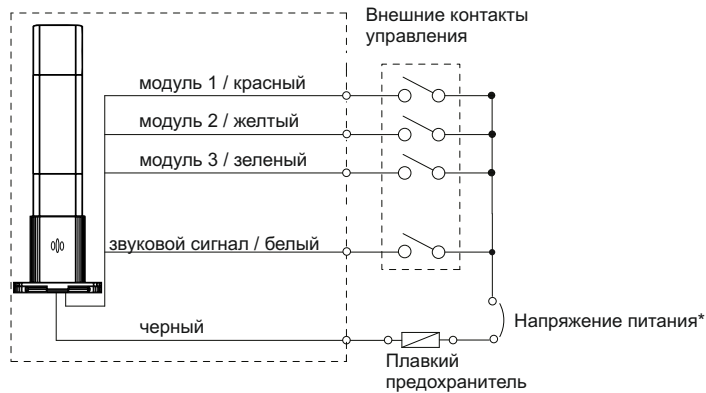 Внешние контакты
управления
модуль 1 / красный
модуль 2 / желтый
модуль 3 / зеленый
звуковой сигнал / белый
черный
Напряжение питания*
Плавкий
предохранитель